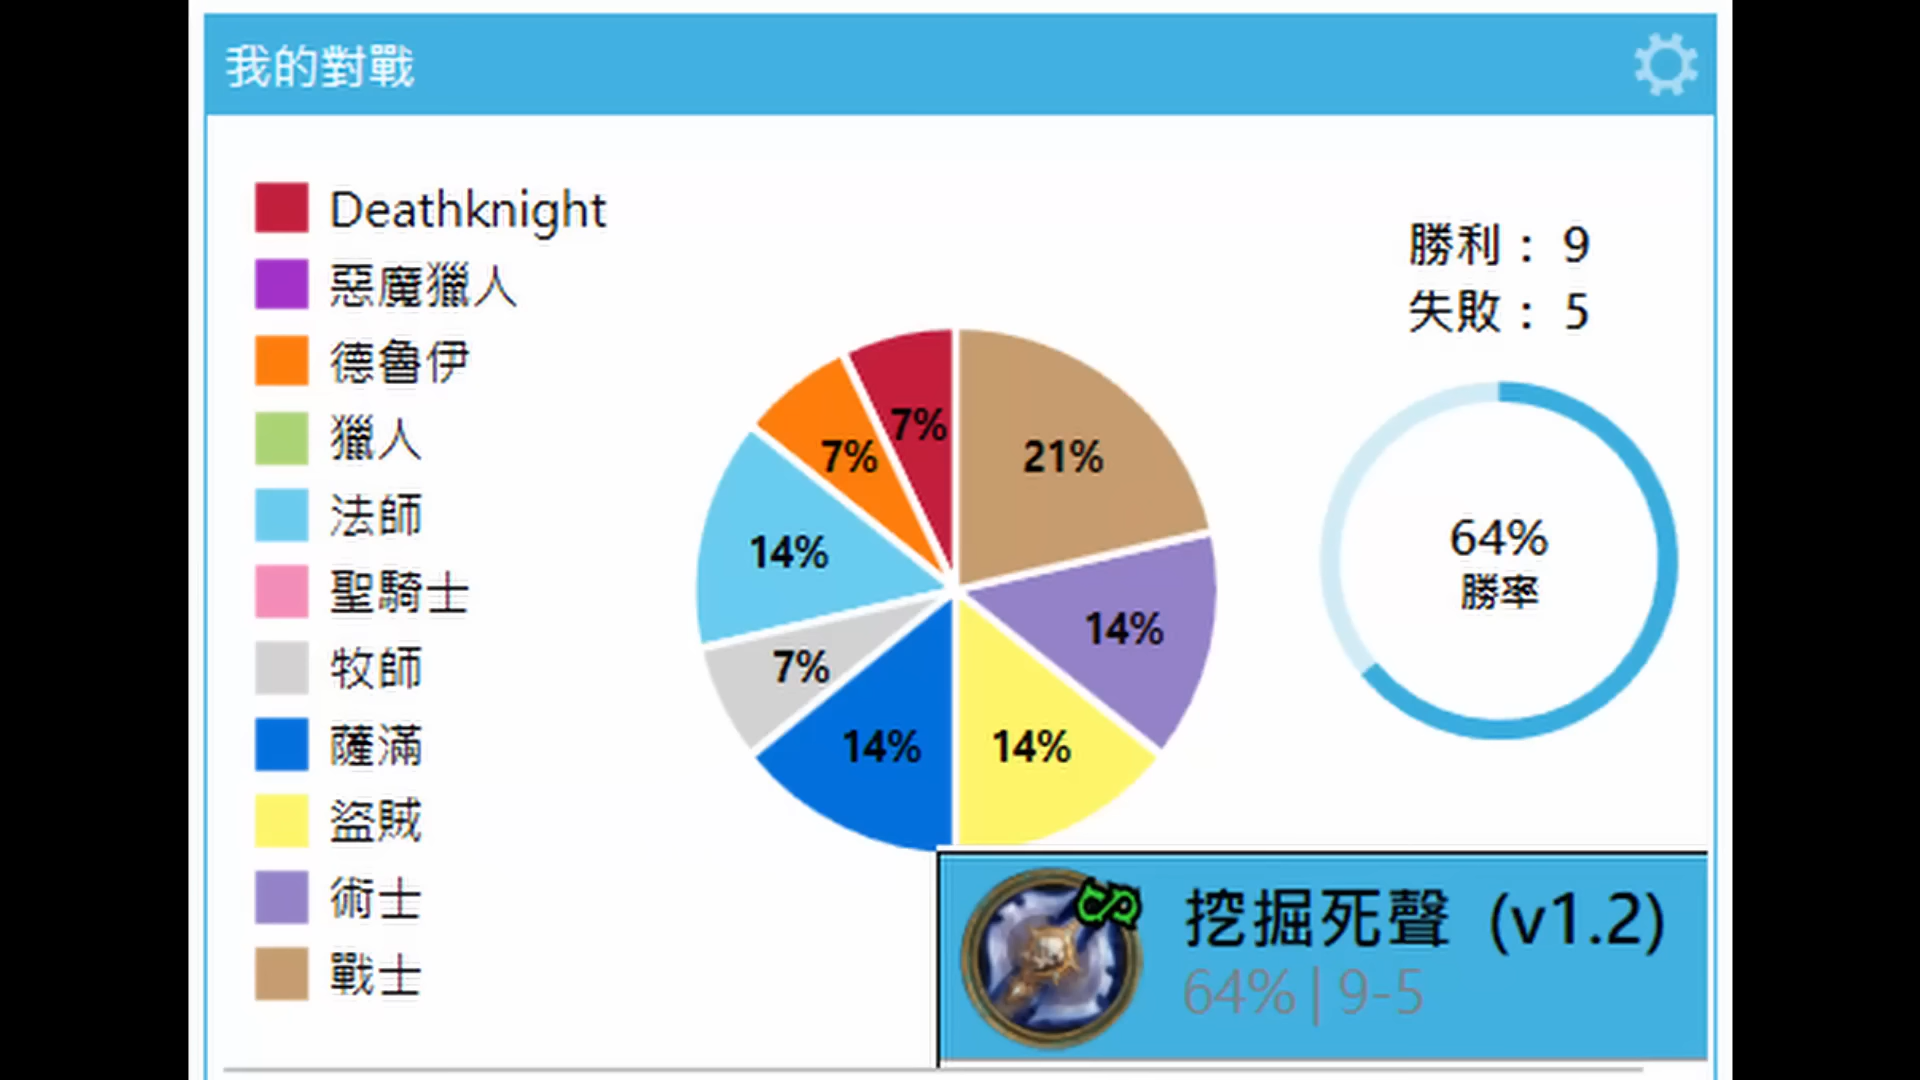 我的對戰
Deathknight
惡魔獵人
德魯伊
獵人
法師
聖騎士
牧師
薩滿
盜賊
術士
戰士
7%
7%
21%
14%
14%
7%
14%
14%
勝利： 9
失敗： 5
64%
勝率
挖掘死聲 (v1.2)
64% | 9-5